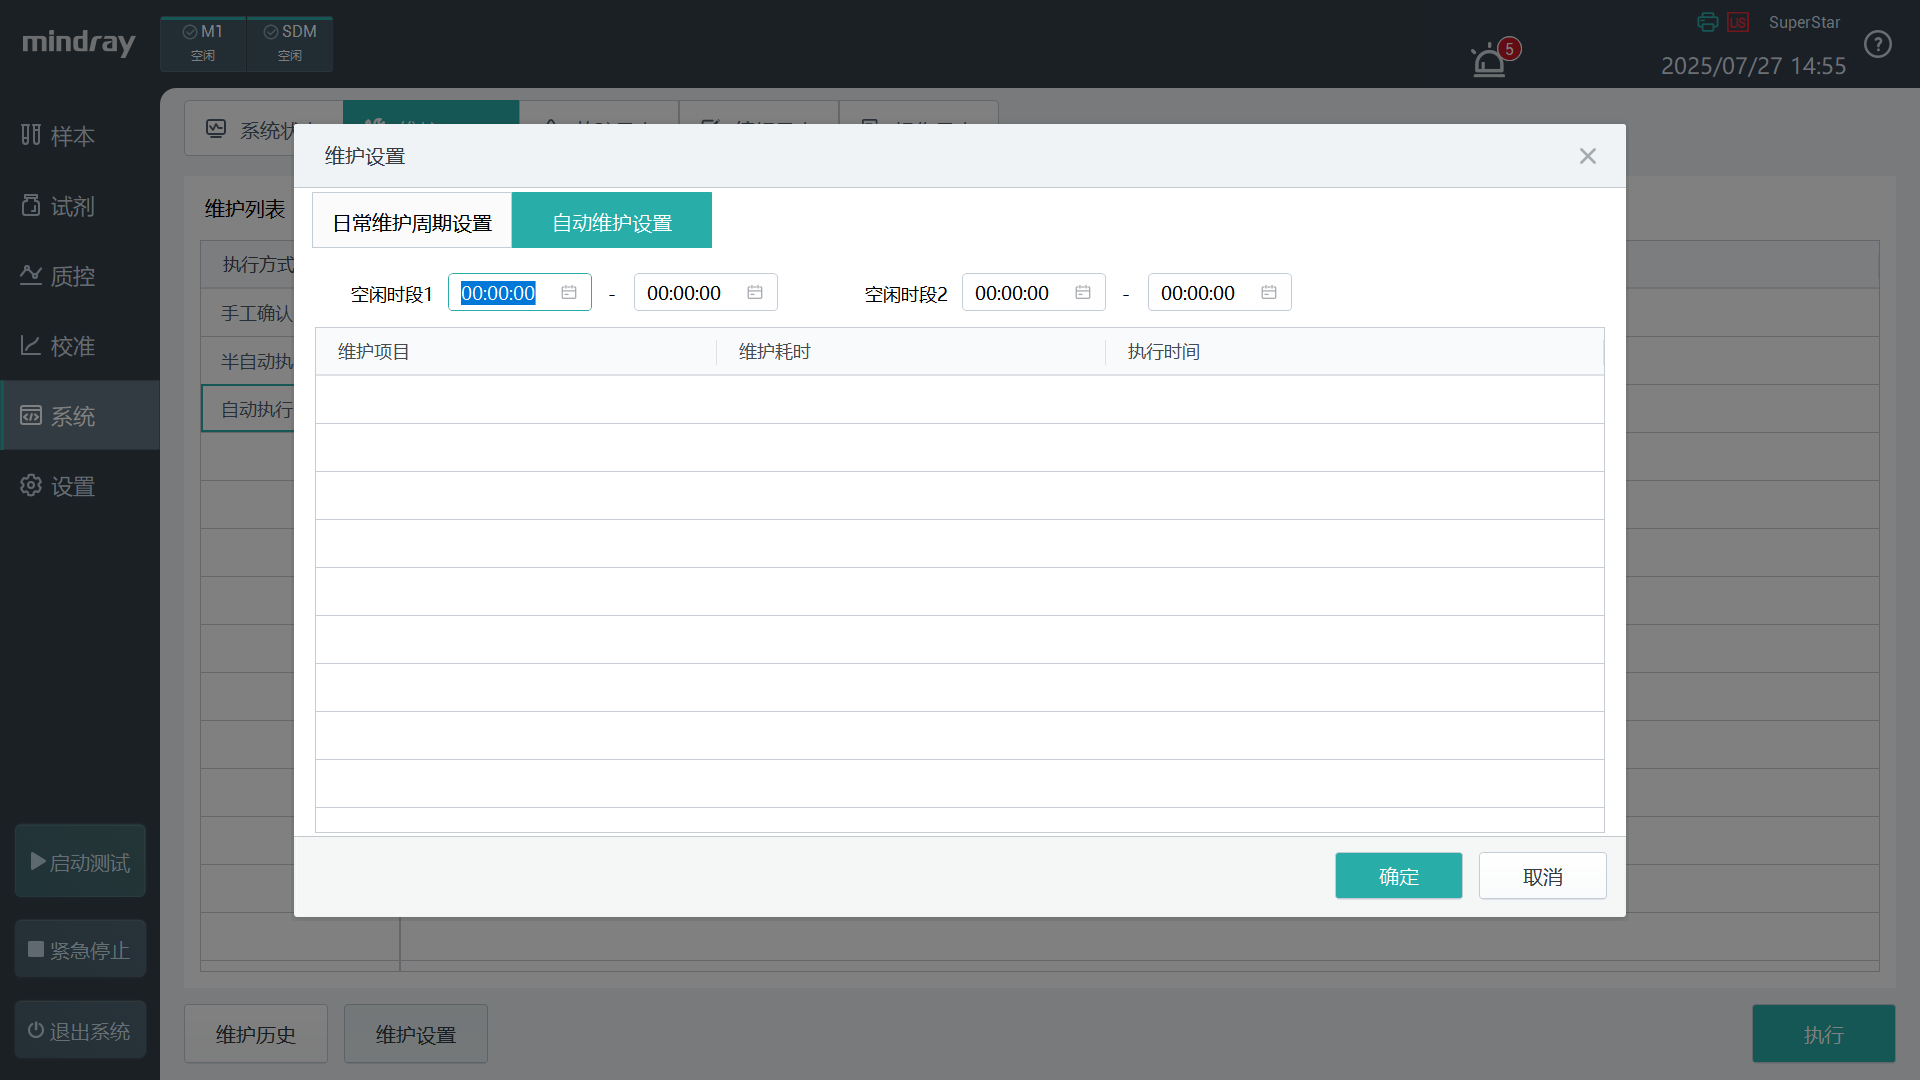 mindray
M1
空闲
SDM
空闲
5
LIS
SuperStar
2025/07/27 14:55
样本
试剂
质控
校准
系统
设置
启动测试
紧急停止
退出系统
维护列表
执行方式
手工确认
半自动执
自动执行
维护设置
日常维护周期设置
自动维护设置
空闲时段1
00:00:00
-
00:00:00
空闲时段2
00:00:00
-
00:00:00
维护项目
维护耗时
执行时间
确定
取消
维护历史
维护设置
执行